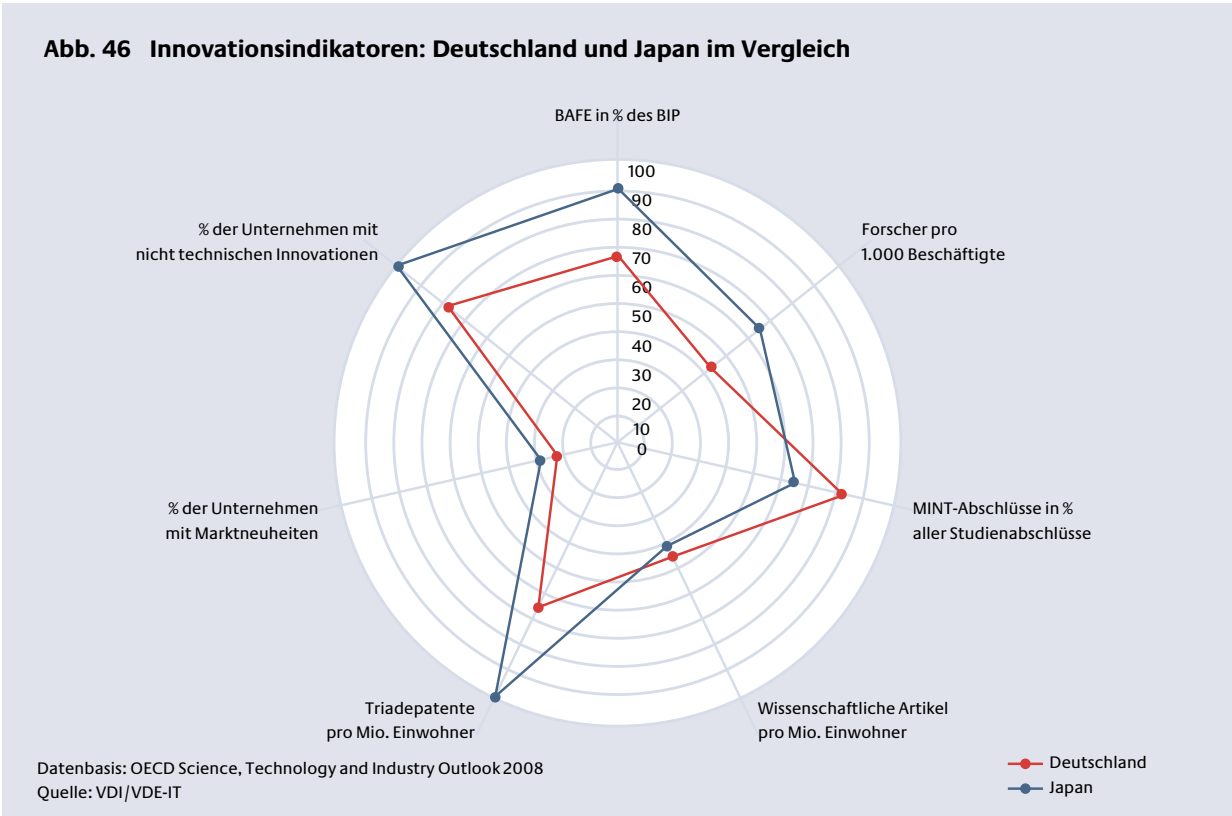 Abb. 46 Innovationsindikatoren: Deutschland und Japan im Vergleich
BAFE in % des BIP
100
90
80
70
60
50
40
30
20
10
0
% der Unternehmen mit
nicht technischen Innovationen
Forscher pro
1.000 Beschäftigte
% der Unternehmen
mit Marktneuheiten
MINT-Abschlüsse in %
aller Studienabschlüsse
Triadepatente
pro Mio. Einwohner
Wissenschaftliche Artikel
pro Mio. Einwohner
Datenbasis: OECD Science, Technology and Industry Outlook 2008
Quelle: VDI/VDE-IT
Deutschland
Japan